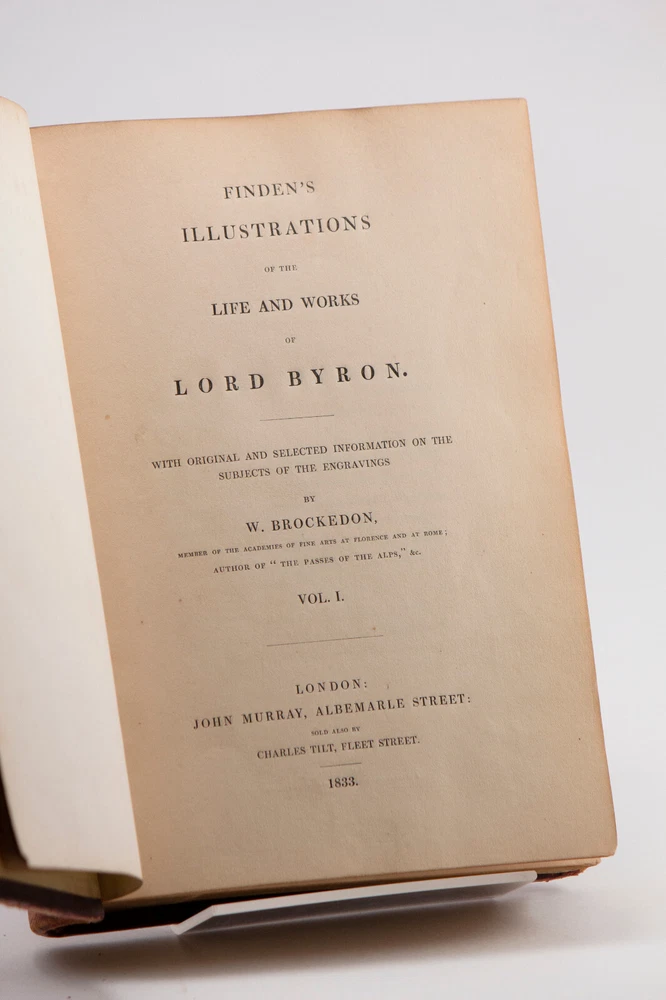 FINDEN'S
ILLUSTRATIONS
OF THE
LIFE AND WORKS
OF
LORD BYRON.
WITH ORIGINAL AND SELECTED INFORMATION ON THE
SUBJECTS OF THE ENGRAVINGS
BY
W. BROCKEDON,
MEMBER OF THE ACADEMIES OF FINE ARTS AT FLORENCE AND AT ROME;
AUTHOR OF "THE PASSES OF THE ALPS," &c.
VOL. I.
LONDON:
JOHN MURRAY, ALBEMARLE STREET:
SOLD ALSO BY
CHARLES TILT, FLEET STREET.
1833.